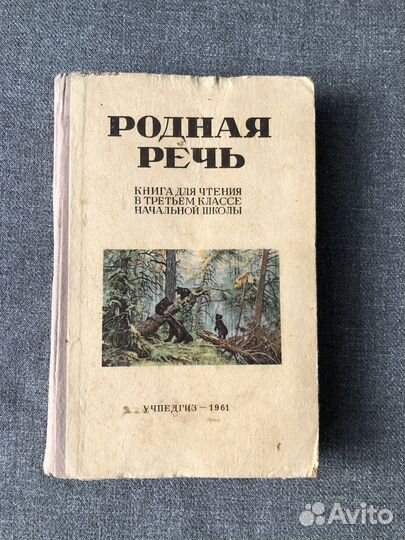 РОДНАЯ
РЕЧЬ
КНИГА ДЛЯ ЧТЕНИЯ
В ТРЕТЬЕМ КЛАССЕ
НАЧАЛЬНОЙ ШКОЛЫ
УЧПЕДГИЗ — 1961
Avito